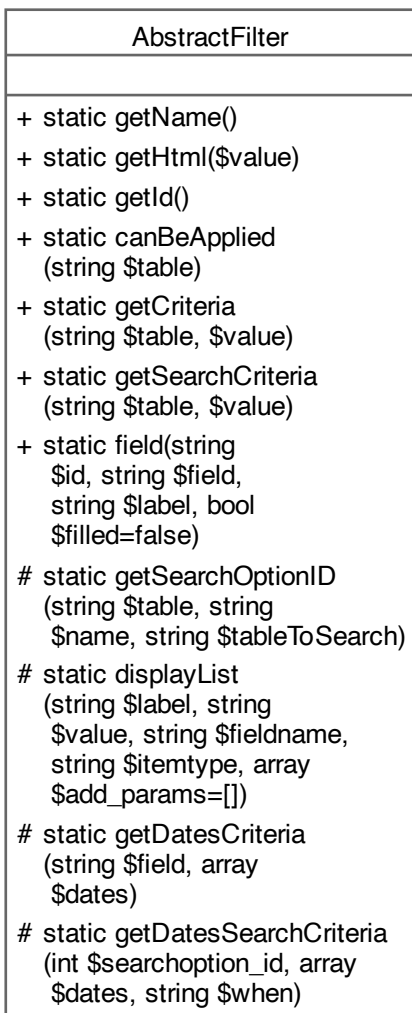 AbstractFilter
+ static getName()
+ static getHtml($value)
+ static getId()
+ static canBeApplied
(string $table)
+ static getCriteria
(string $table, $value)
+ static getSearchCriteria
(string $table, $value)
+ static field(string
$id, string $field,
string $label, bool
$filled=false)
# static getSearchOptionID
(string $table, string
$name, string $tableToSearch)
# static displayList
(string $label, string
$value, string $fieldname,
string $itemtype, array
$add_params=[])
# static getDatesCriteria
(string $field, array
$dates)
# static getDatesSearchCriteria
(int $searchoption_id, array
$dates, string $when)